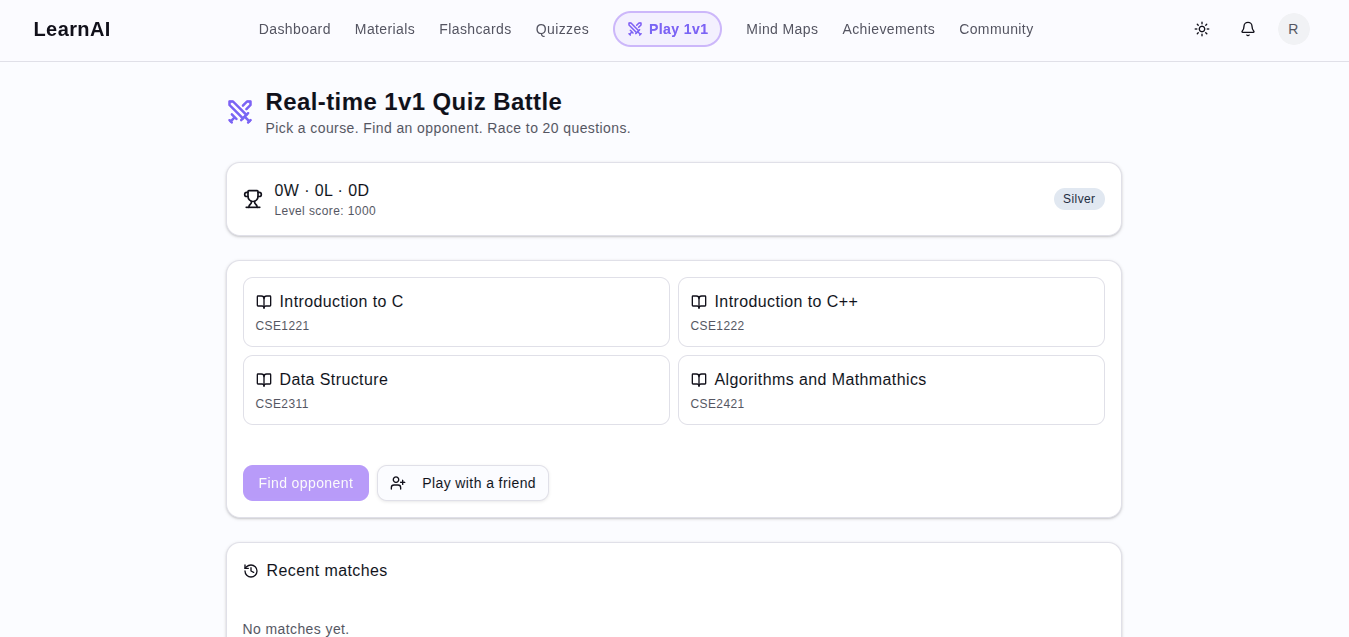 LearnAI
Dashboard Materials Flashcards Quizzes Play 1v1 Mind Maps Achievements Community R
Real-time 1v1 Quiz Battle
Pick a course. Find an opponent. Race to 20 questions.
0W · 0L · 0D
Level score: 1000
Silver
Introduction to C
CSE1221
Introduction to C++
CSE1222
Data Structure
CSE2311
Algorithms and Mathmathics
CSE2421
Find opponent
Play with a friend
Recent matches
No matches yet.